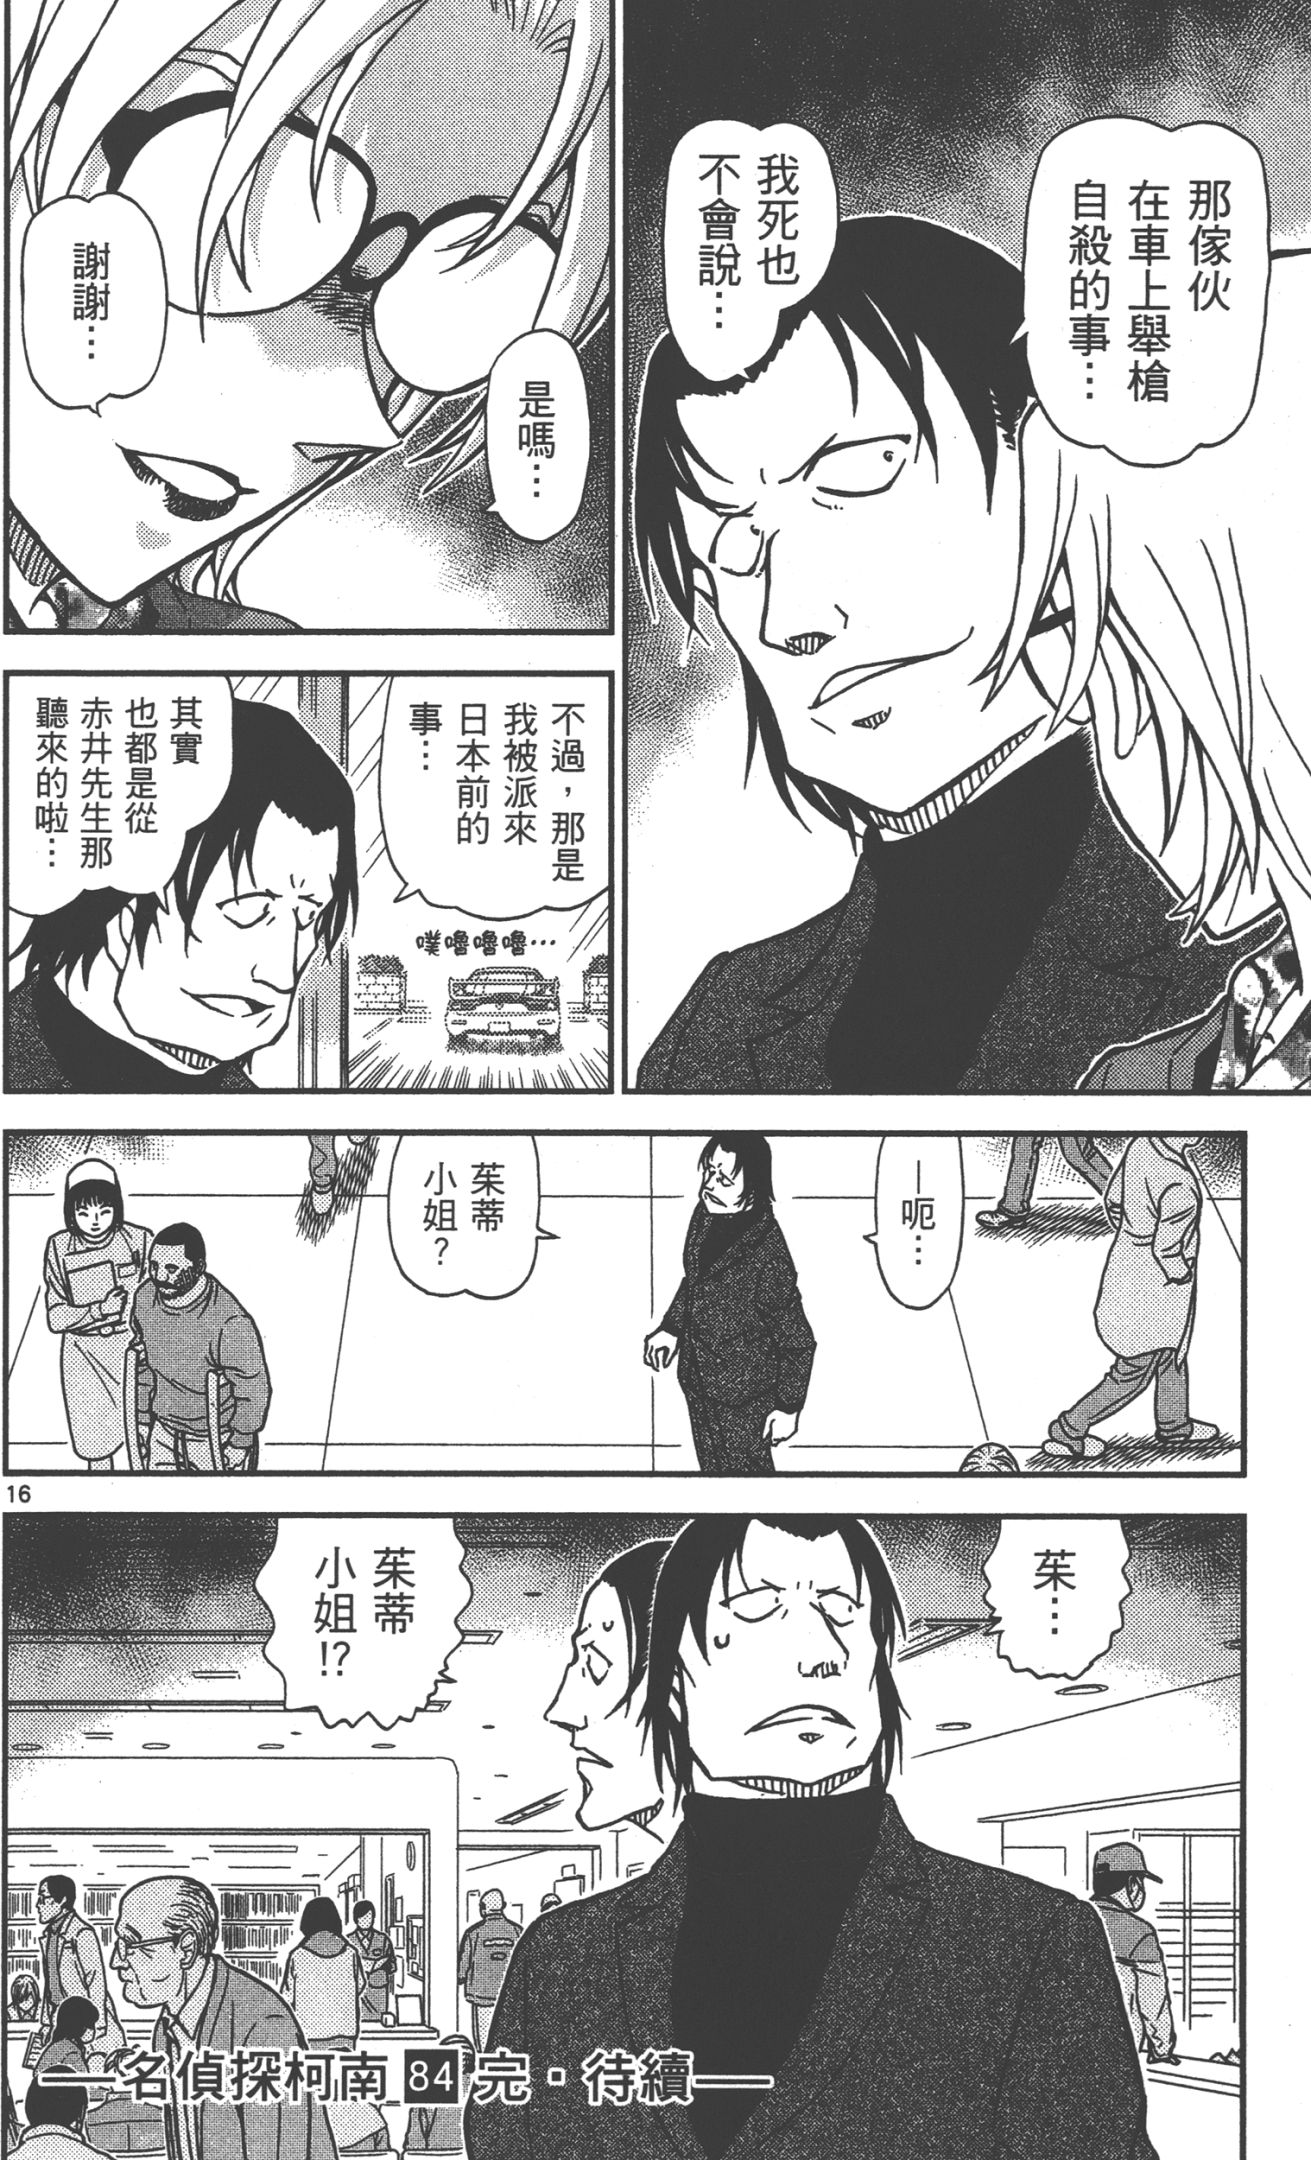 那傢伙
在車上舉槍
自殺的事…
我死也
不會說…
是嗎…
謝謝…
不過，那是
我被派來
日本前的
事…
噗嚕嚕嚕…
其實
也都是從
赤井先生那
聽來的啦…
—呃…
茱蒂
小姐？
16
茱…
茱蒂
小姐!?
——名偵探柯南 84 完・待續——